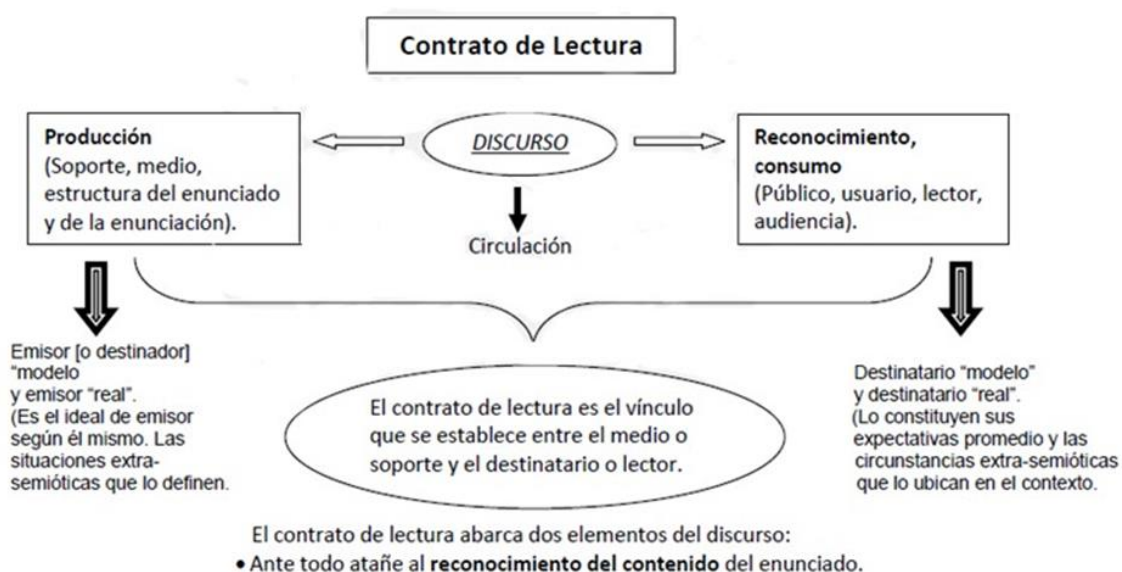 Contrato de Lectura
Producción
(Soporte, medio,
estructura del enunciado
y de la enunciación).
DISCURSO
Circulación
Reconocimiento,
consumo
(Público, usuario, lector,
audiencia).
Emisor [o destinador]
“modelo
y emisor “real”.
(Es el ideal de emisor
según él mismo. Las
situaciones extra-
semióticas que lo definen.
El contrato de lectura es el vínculo
que se establece entre el medio o
soporte y el destinatario o lector.
Destinatario “modelo”
y destinatario “real”.
(Lo constituyen sus
expectativas promedio y las
circunstancias extra-semióticas
que lo ubican en el contexto.
El contrato de lectura abarca dos elementos del discurso:
• Ante todo atañe al reconocimiento del contenido del enunciado.